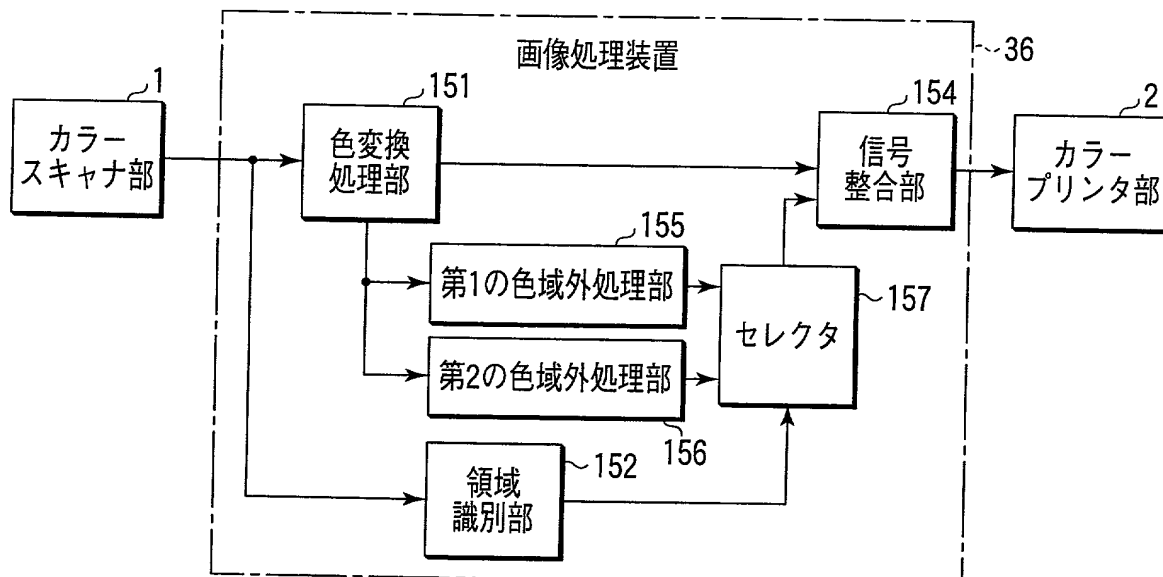 画像処理装置
36
1
カラー
スキャナ部
151
色変換
処理部
154
信号
整合部
2
カラー
プリンタ部
155
第1の色域外処理部
157
セレクタ
第2の色域外処理部
156
152
領域
識別部